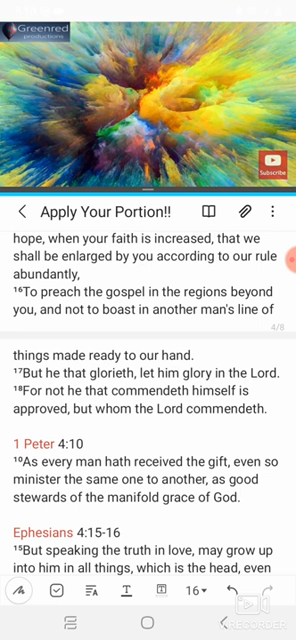 Greenred
productions
Subscribe
Apply Your Portion!!
hope, when your faith is increased, that we
shall be enlarged by you according to our rule
abundantly,
¹⁶To preach the gospel in the regions beyond
you, and not to boast in another man's line of
4/8
things made ready to our hand.
¹⁷But he that glorieth, let him glory in the Lord.
¹⁸For not he that commendeth himself is
approved, but whom the Lord commendeth.
1 Peter 4:10
¹⁰As every man hath received the gift, even so
minister the same one to another, as good
stewards of the manifold grace of God.
Ephesians 4:15-16
¹⁵But speaking the truth in love, may grow up
into him in all things, which is the head, even
16
RECORDER